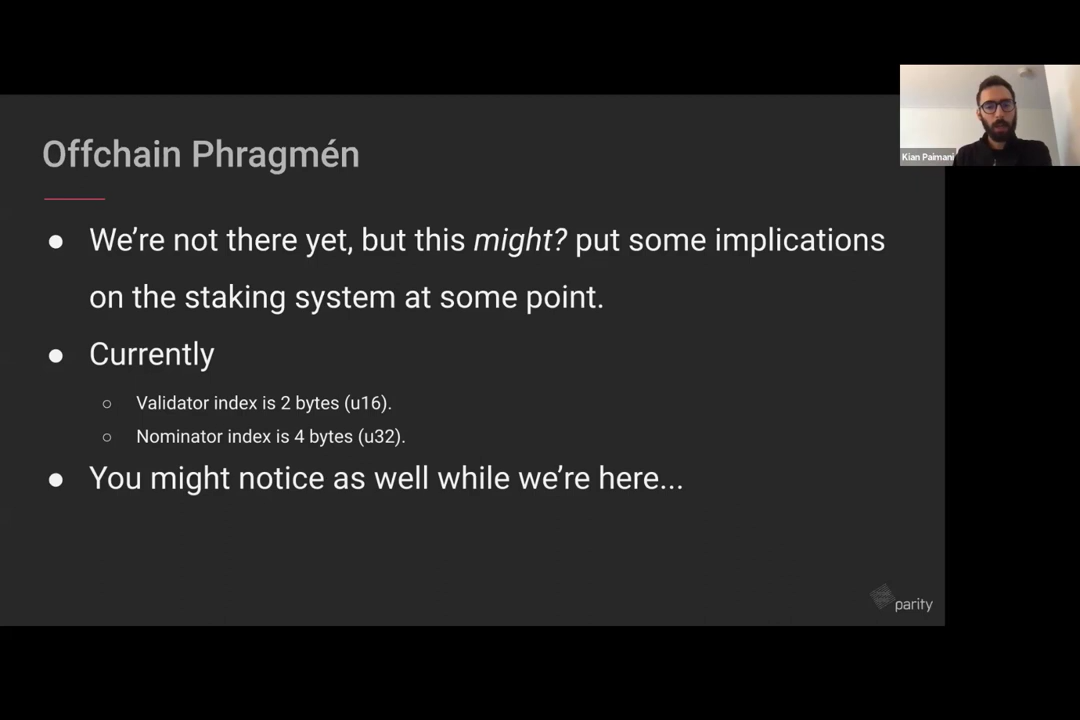 Offchain Phragmén
Kian Paimani
● We’re not there yet, but this might? put some implications
on the staking system at some point.
● Currently
○ Validator index is 2 bytes (u16).
○ Nominator index is 4 bytes (u32).
● You might notice as well while we’re here...
parity